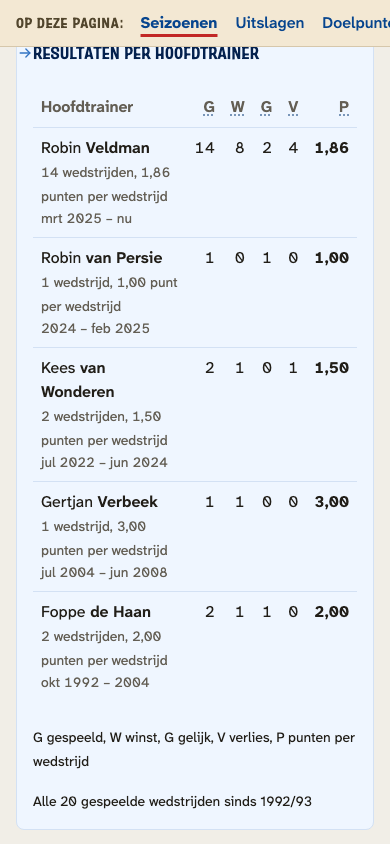 OP DEZE PAGINA: Seizoenen Uitslagen Doelpunte
→RESULTATEN PER HOOFDTRAINER
Hoofdtrainer G W G V P
Robin Veldman 14 8 2 4 1,86
14 wedstrijden, 1,86
punten per wedstrijd
mrt 2025 – nu
Robin van Persie 1 0 1 0 1,00
1 wedstrijd, 1,00 punt
per wedstrijd
2024 – feb 2025
Kees van 2 1 0 1 1,50
Wonderen
2 wedstrijden, 1,50
punten per wedstrijd
jul 2022 – jun 2024
Gertjan Verbeek 1 1 0 0 3,00
1 wedstrijd, 3,00
punten per wedstrijd
jul 2004 – jun 2008
Foppe de Haan 2 1 1 0 2,00
2 wedstrijden, 2,00
punten per wedstrijd
okt 1992 – 2004
G gespeeld, W winst, G gelijk, V verlies, P punten per
wedstrijd
Alle 20 gespeelde wedstrijden sinds 1992/93